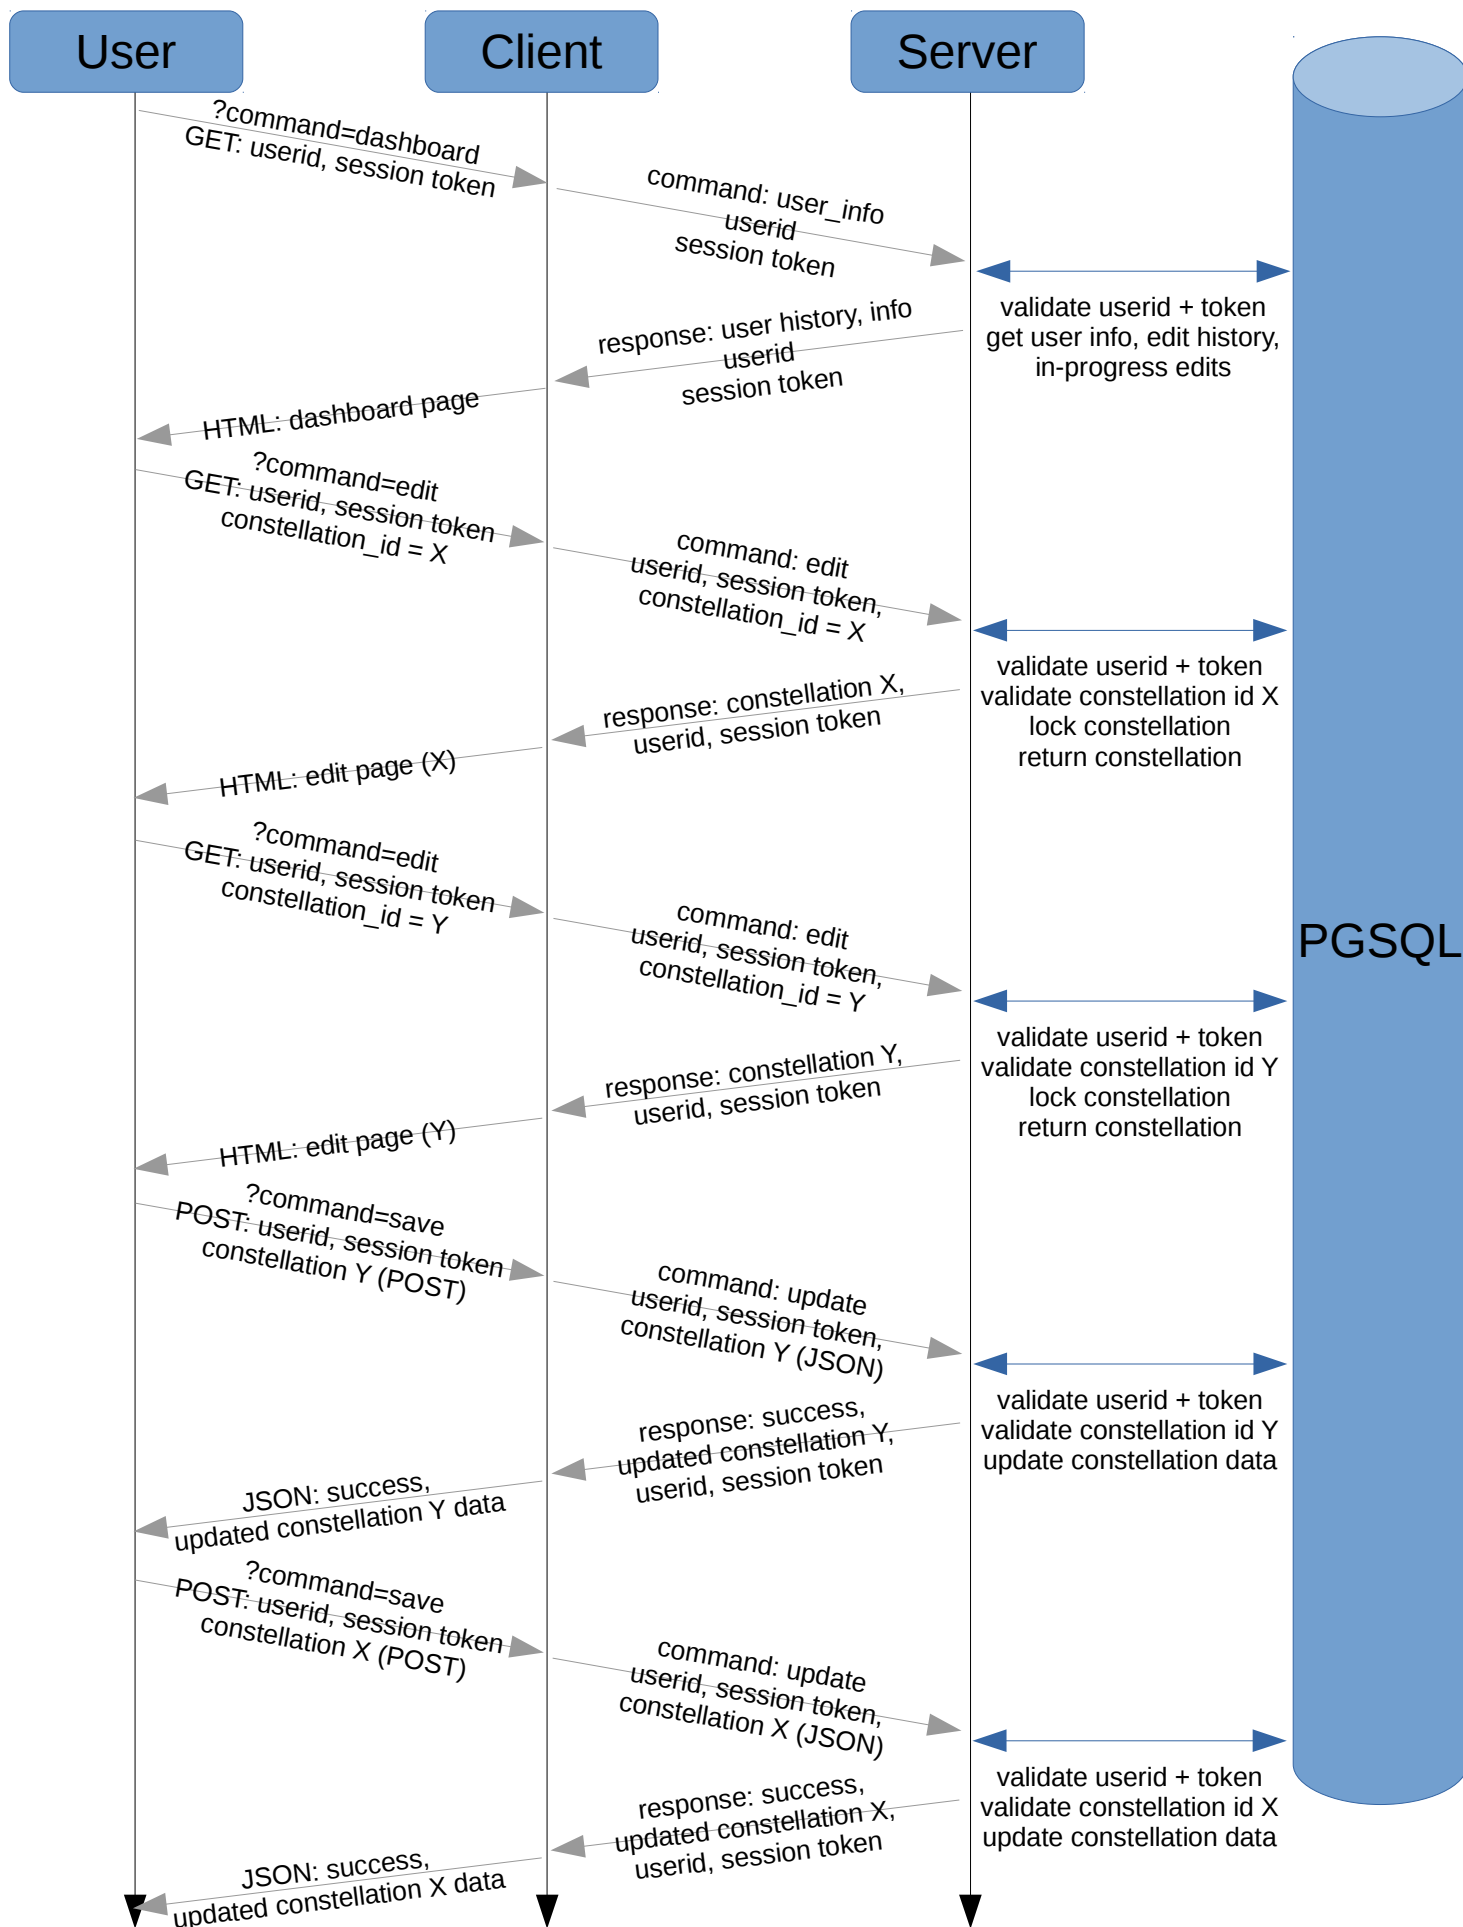 User
Client
Server
PGSQL
?command=dashboard
GET: userid, session token
command: user_info
userid
session token
validate userid + token
get user info, edit history,
in-progress edits
response: user history, info
userid
session token
HTML: dashboard page
?command=edit
GET: userid, session token
constellation_id = X
command: edit
userid, session token,
constellation_id = X
validate userid + token
validate constellation id X
lock constellation
return constellation
response: constellation X,
userid, session token
HTML: edit page (X)
?command=edit
GET: userid, session token
constellation_id = Y
command: edit
userid, session token,
constellation_id = Y
validate userid + token
validate constellation id Y
lock constellation
return constellation
response: constellation Y,
userid, session token
HTML: edit page (Y)
?command=save
POST: userid, session token
constellation Y (POST)
command: update
userid, session token,
constellation Y (JSON)
validate userid + token
validate constellation id Y
update constellation data
response: success,
updated constellation Y,
userid, session token
JSON: success,
updated constellation Y data
?command=save
POST: userid, session token
constellation X (POST)
command: update
userid, session token,
constellation X (JSON)
validate userid + token
validate constellation id X
update constellation data
response: success,
updated constellation X,
userid, session token
JSON: success,
updated constellation X data